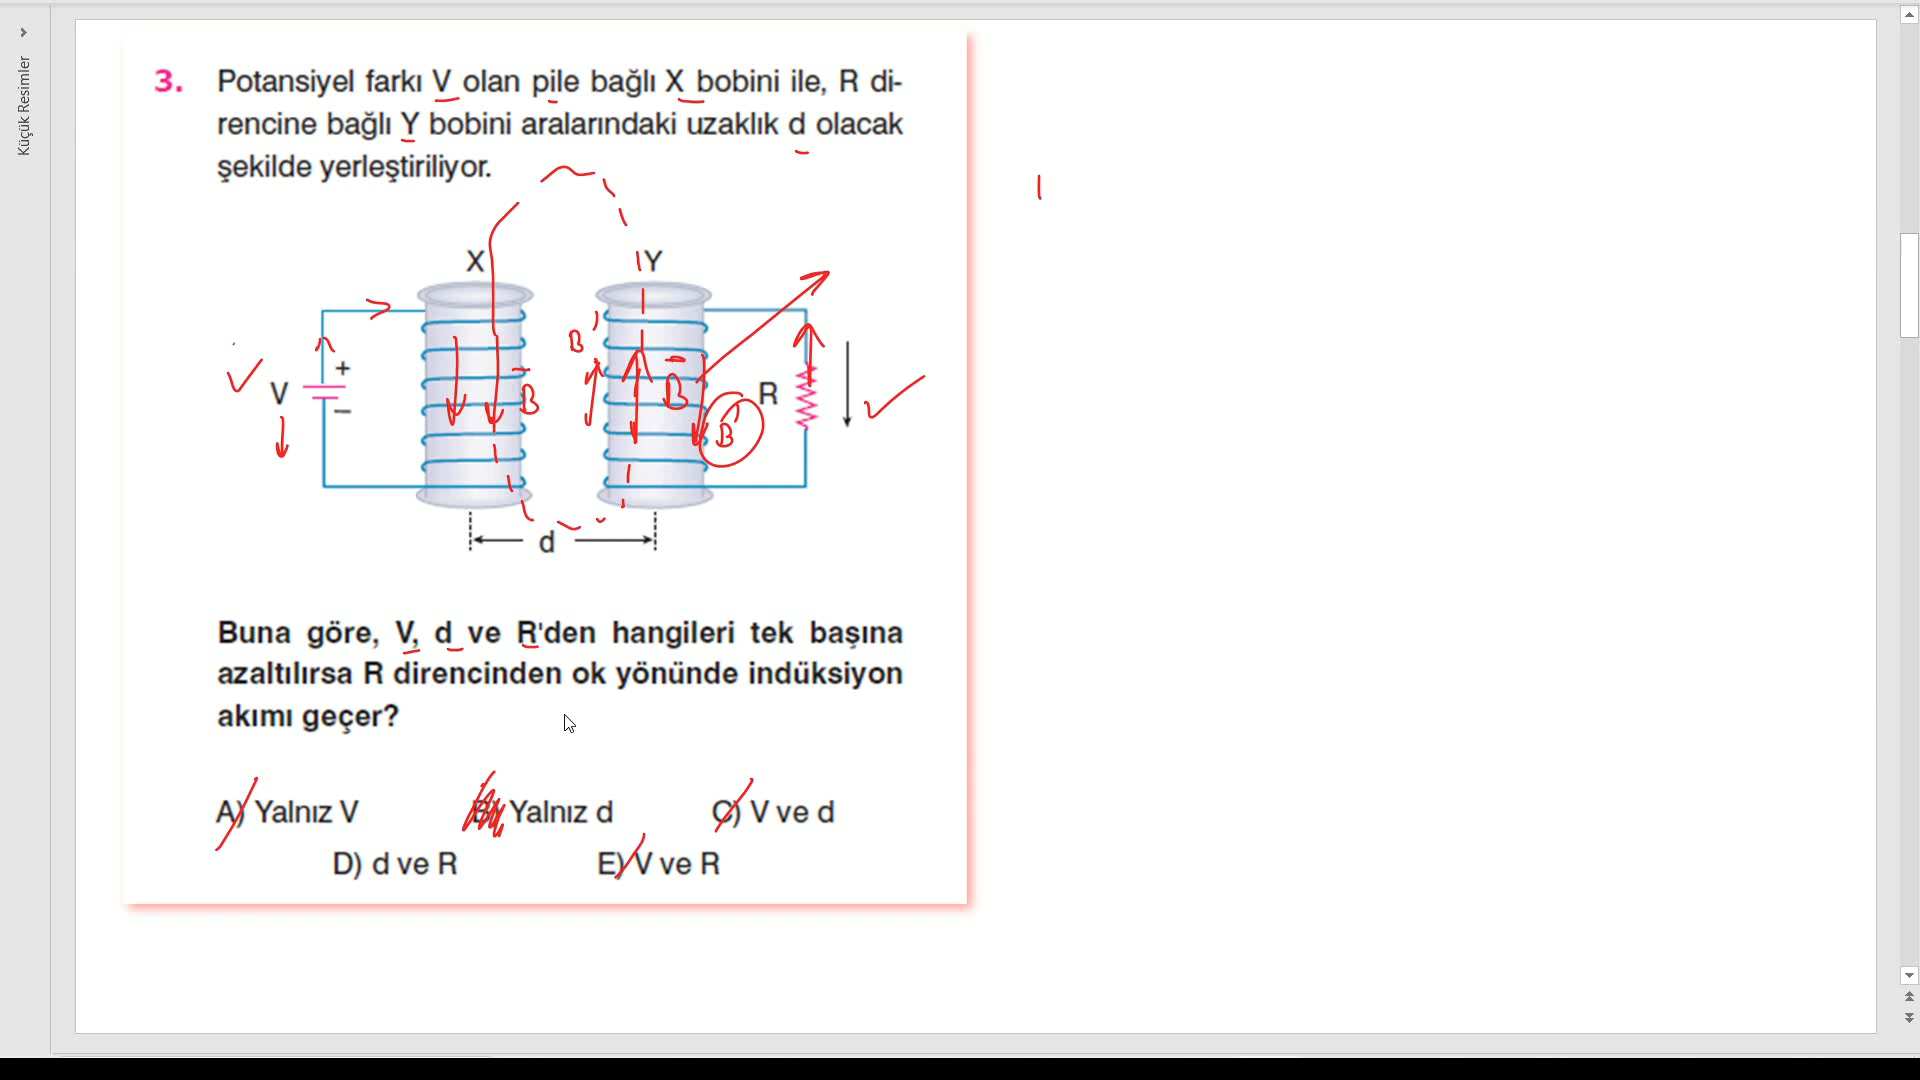 Küçük Resimler
3. Potansiyel farkı V olan pile bağlı X bobini ile, R di-
rencine bağlı Y bobini aralarındaki uzaklık d olacak
şekilde yerleştiriliyor.
X Y
V + − B B' B B' R
d
Buna göre, V, d ve R'den hangileri tek başına
azaltılırsa R direncinden ok yönünde indüksiyon
akımı geçer?
A) Yalnız V B) Yalnız d C) V ve d
D) d ve R E) V ve R